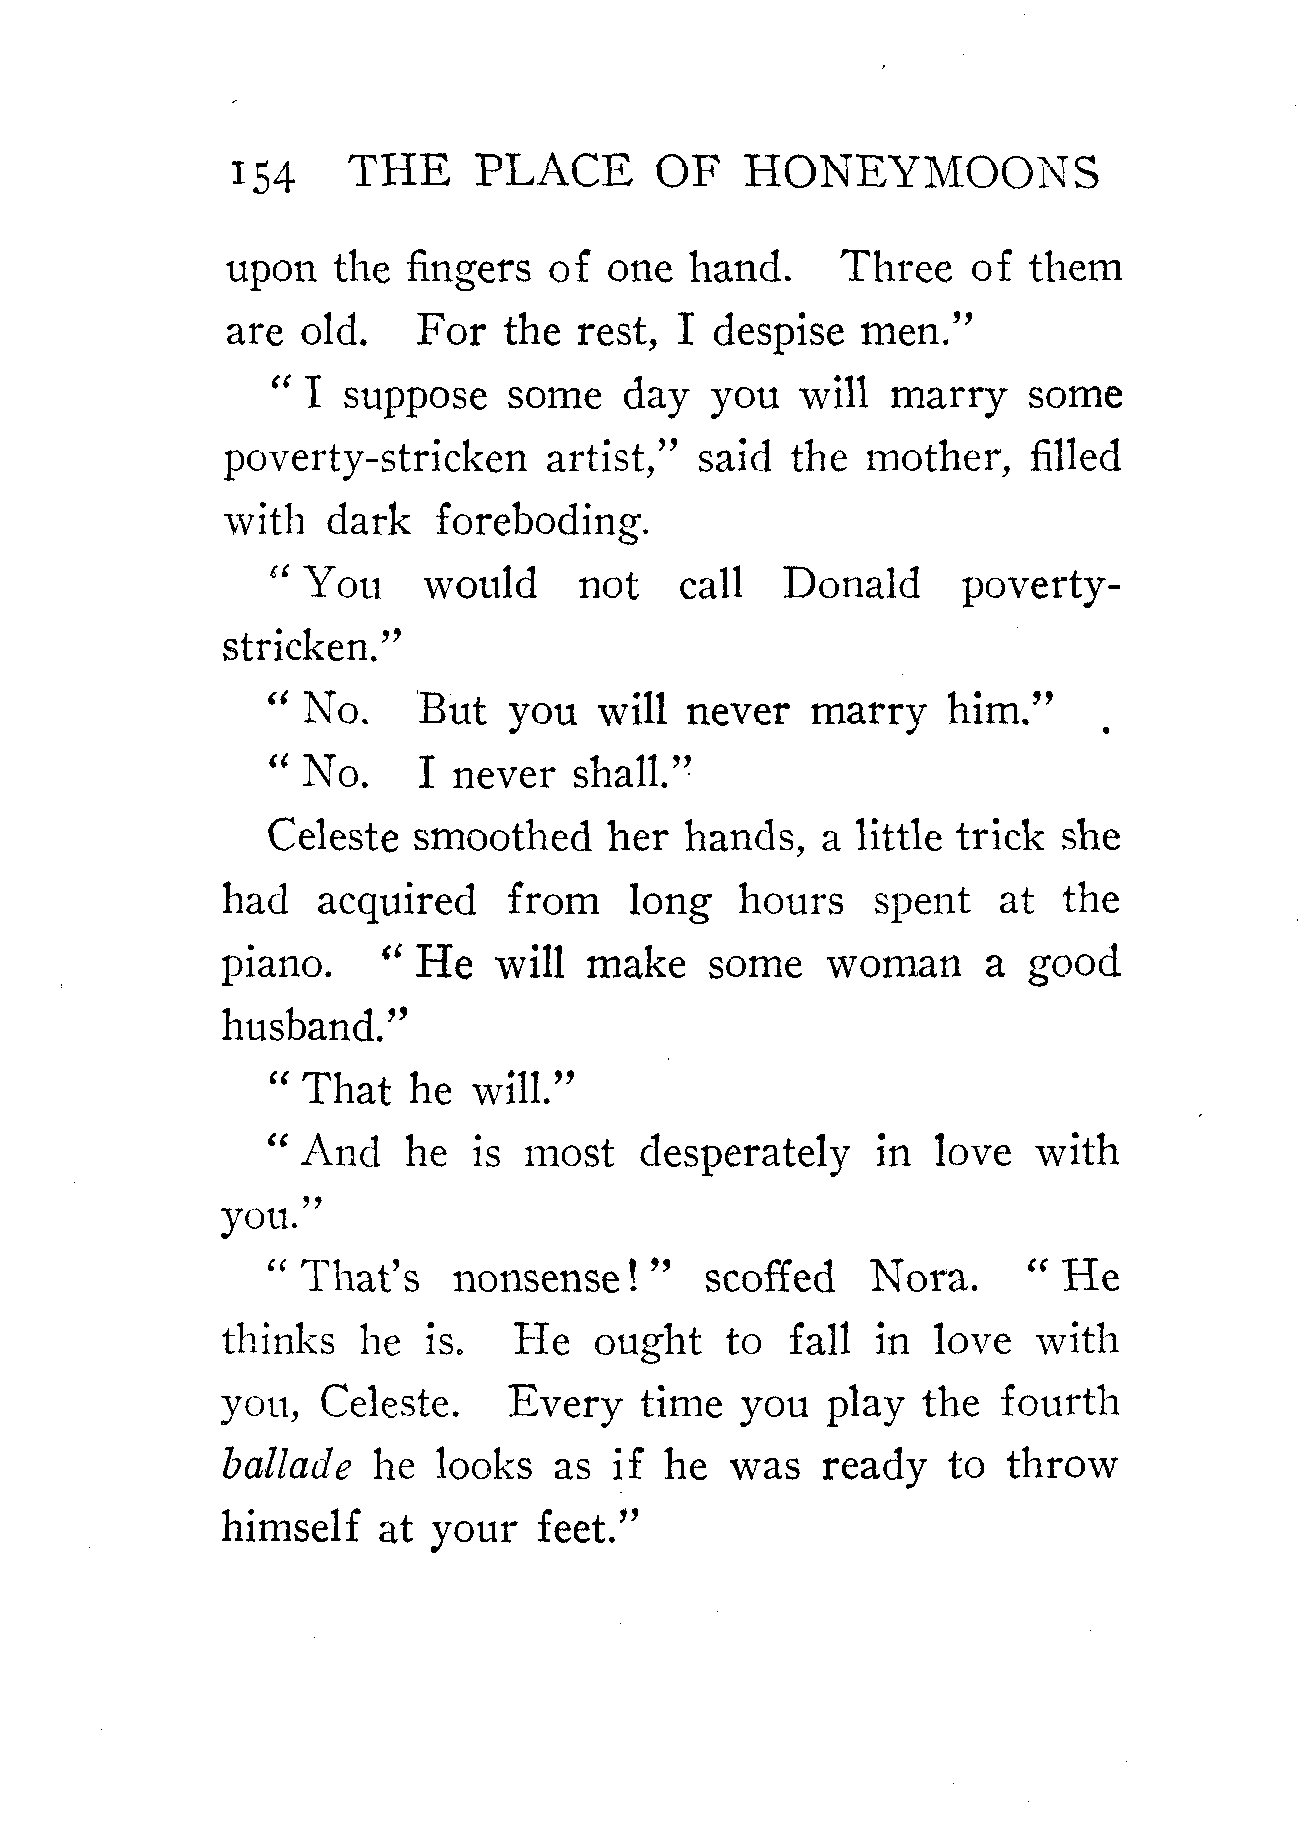 154 THE PLACE OF HONEYMOONS
upon the fingers of one hand. Three of them
are old. For the rest, I despise men.”
“ I suppose some day you will marry some
poverty-stricken artist,” said the mother, filled
with dark foreboding.
“ You would not call Donald poverty-
stricken.”
“ No. But you will never marry him.”
“ No. I never shall.”
Celeste smoothed her hands, a little trick she
had acquired from long hours spent at the
piano. “ He will make some woman a good
husband.”
“ That he will.”
“ And he is most desperately in love with
you.”
“ That’s nonsense! ” scoffed Nora. “ He
thinks he is. He ought to fall in love with
you, Celeste. Every time you play the fourth
ballade he looks as if he was ready to throw
himself at your feet.”